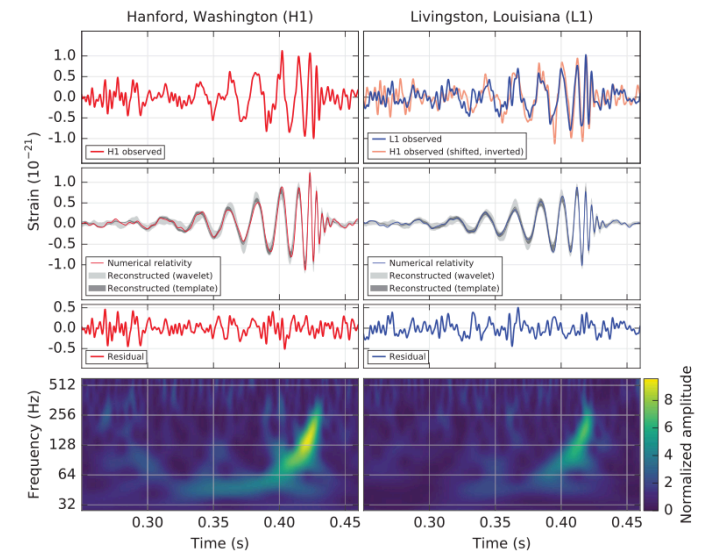 Hanford, Washington (H1)
Livingston, Louisiana (L1)
1.0
0.5
0.0
-0.5
-1.0
H1 observed
L1 observed
H1 observed (shifted, inverted)
Strain (10⁻²¹)
1.0
0.5
0.0
-0.5
-1.0
Numerical relativity
Reconstructed (wavelet)
Reconstructed (template)
Numerical relativity
Reconstructed (wavelet)
Reconstructed (template)
0.5
0.0
-0.5
Residual
Residual
Frequency (Hz)
512
256
128
64
32
0.30
0.35
0.40
0.45
Time (s)
0.30
0.35
0.40
0.45
Time (s)
8
6
4
2
0
Normalized amplitude